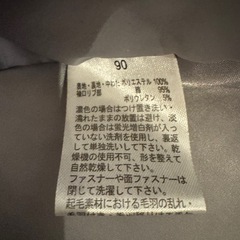 90
表地・裏地・中わた ポリエステル 100%
袖口リブ部 綿 95%
ポリウレタン 5%
濃色の場合はつけ置き洗い・
濡れたままの放置は避け、淡
色の場合は蛍光増白剤が入っ
ていない洗剤を使用し、裏返
して単独洗いして下さい。乾
燥機の使用不可、形を整えて
自然乾燥して下さい。
ファスナーや面ファスナーは
閉じて洗濯して下さい。
起毛素材における毛羽の乱れ・